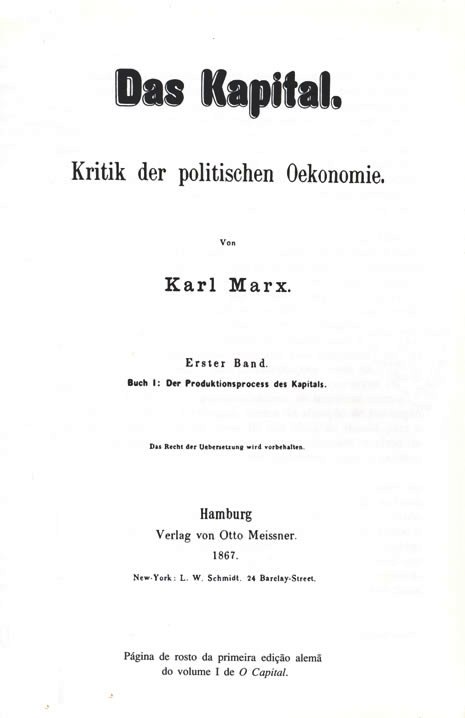 Das Kapital.
Kritik der politischen Oekonomie.
Von
Karl Marx.
Erster Band.
Buch I: Der Produktionsprocess des Kapitals.
Das Recht der Uebersetzung wird vorbehalten.
Hamburg
Verlag von Otto Meissner.
1867.
New-York: L. W. Schmidt. 24 Barclay-Street.
Página de rosto da primeira edição alemã
do volume I de O Capital.